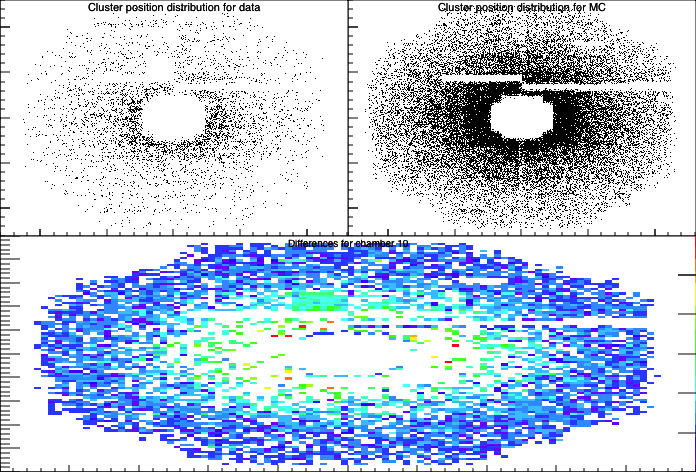 Cluster position distribution for data
Cluster position distribution for MC
Differences for chamber 10